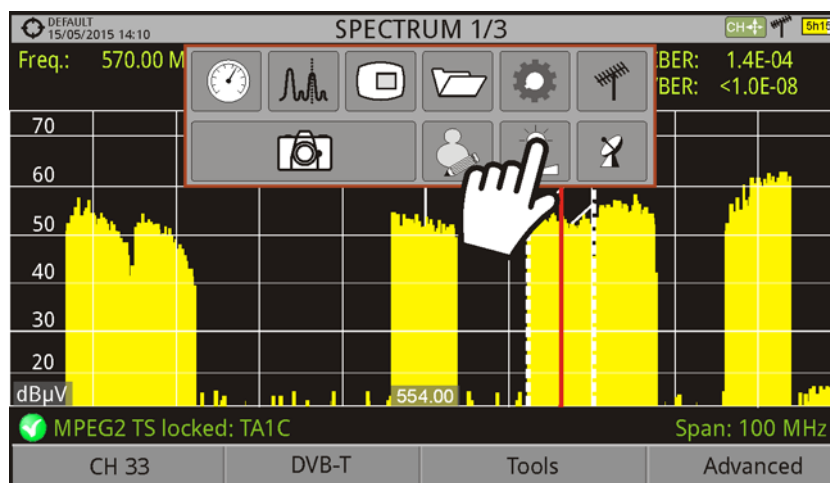 DEFAULT
15/05/2015 14:10
SPECTRUM 1/3
CH
5h15
Freq.: 570.00 M
BER: 1.4E-04
BER: <1.0E-08
70
60
50
40
30
20
dBµV
554.00
MPEG2 TS locked: TA1C
Span: 100 MHz
CH 33
DVB-T
Tools
Advanced